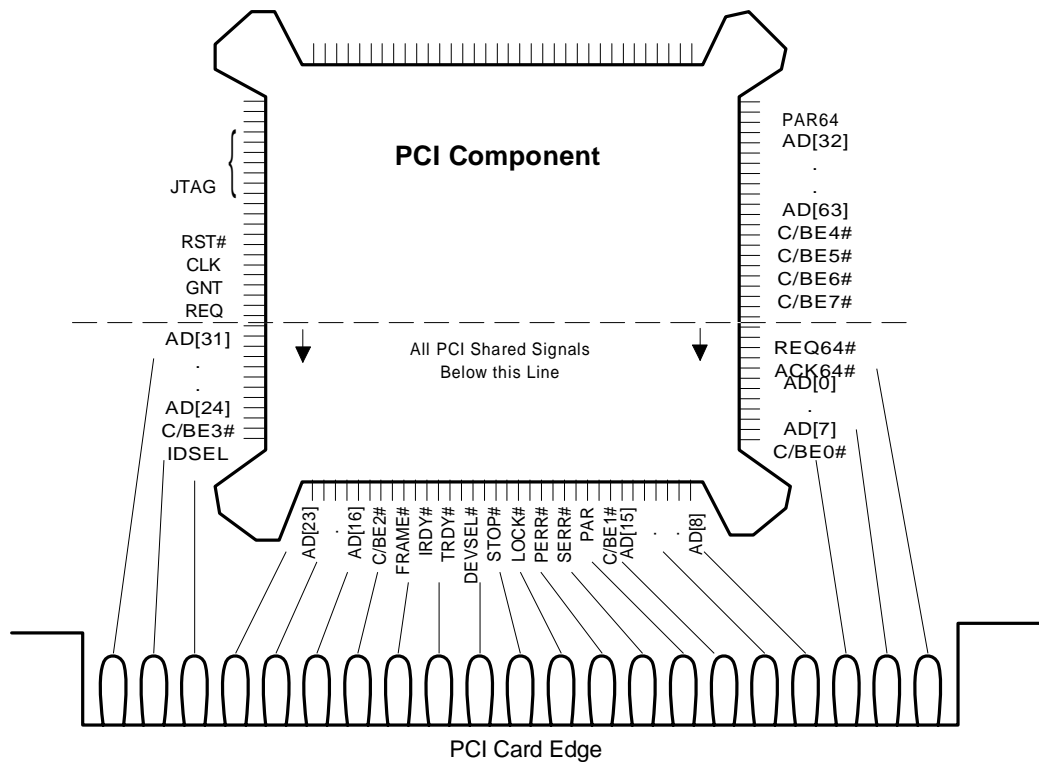 PCI Component
JTAG
{
RST#
CLK
GNT
REQ
AD[31]
.
.
AD[24]
C/BE3#
IDSEL
PAR64
AD[32]
.
.
AD[63]
C/BE4#
C/BE5#
C/BE6#
C/BE7#
All PCI Shared Signals
Below this Line
REQ64#
ACK64#
AD[0]
.
AD[7]
C/BE0#
AD[23]
.
AD[16]
C/BE2#
FRAME#
IRDY#
TRDY#
DEVSEL#
STOP#
LOCK#
PERR#
SERR#
PAR
C/BE1#
AD[15]
.
.
AD[8]
PCI Card Edge